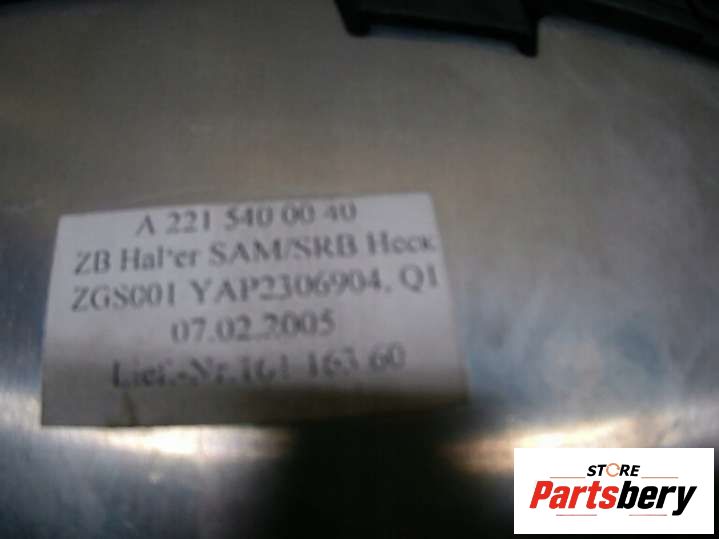 A 221 540 00 40
ZB Hal'er SAM/SRB Heck
ZGS001 YAP2306904, Q1
07.02.2005
Lief.-Nr.161 163 60
STORE
Partsbery